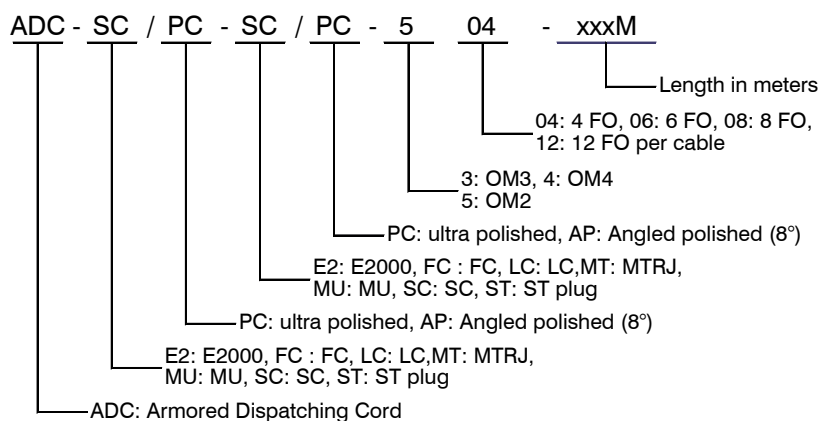 ADC - SC / PC - SC / PC - 5 04 - xxxM
Length in meters
04: 4 FO, 06: 6 FO, 08: 8 FO,
12: 12 FO per cable
3: OM3, 4: OM4
5: OM2
PC: ultra polished, AP: Angled polished (8°)
E2: E2000, FC : FC, LC: LC,MT: MTRJ,
MU: MU, SC: SC, ST: ST plug
PC: ultra polished, AP: Angled polished (8°)
E2: E2000, FC : FC, LC: LC,MT: MTRJ,
MU: MU, SC: SC, ST: ST plug
ADC: Armored Dispatching Cord